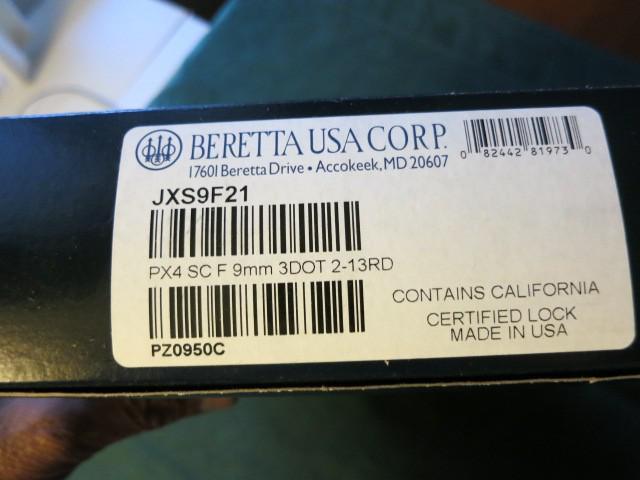 BERETTA USA CORP.
17601 Beretta Drive • Accokeek, MD 20607
0 82442 81973 0
JXS9F21
PX4 SC F 9mm 3DOT 2-13RD
PZ0950C
CONTAINS CALIFORNIA
CERTIFIED LOCK
MADE IN USA